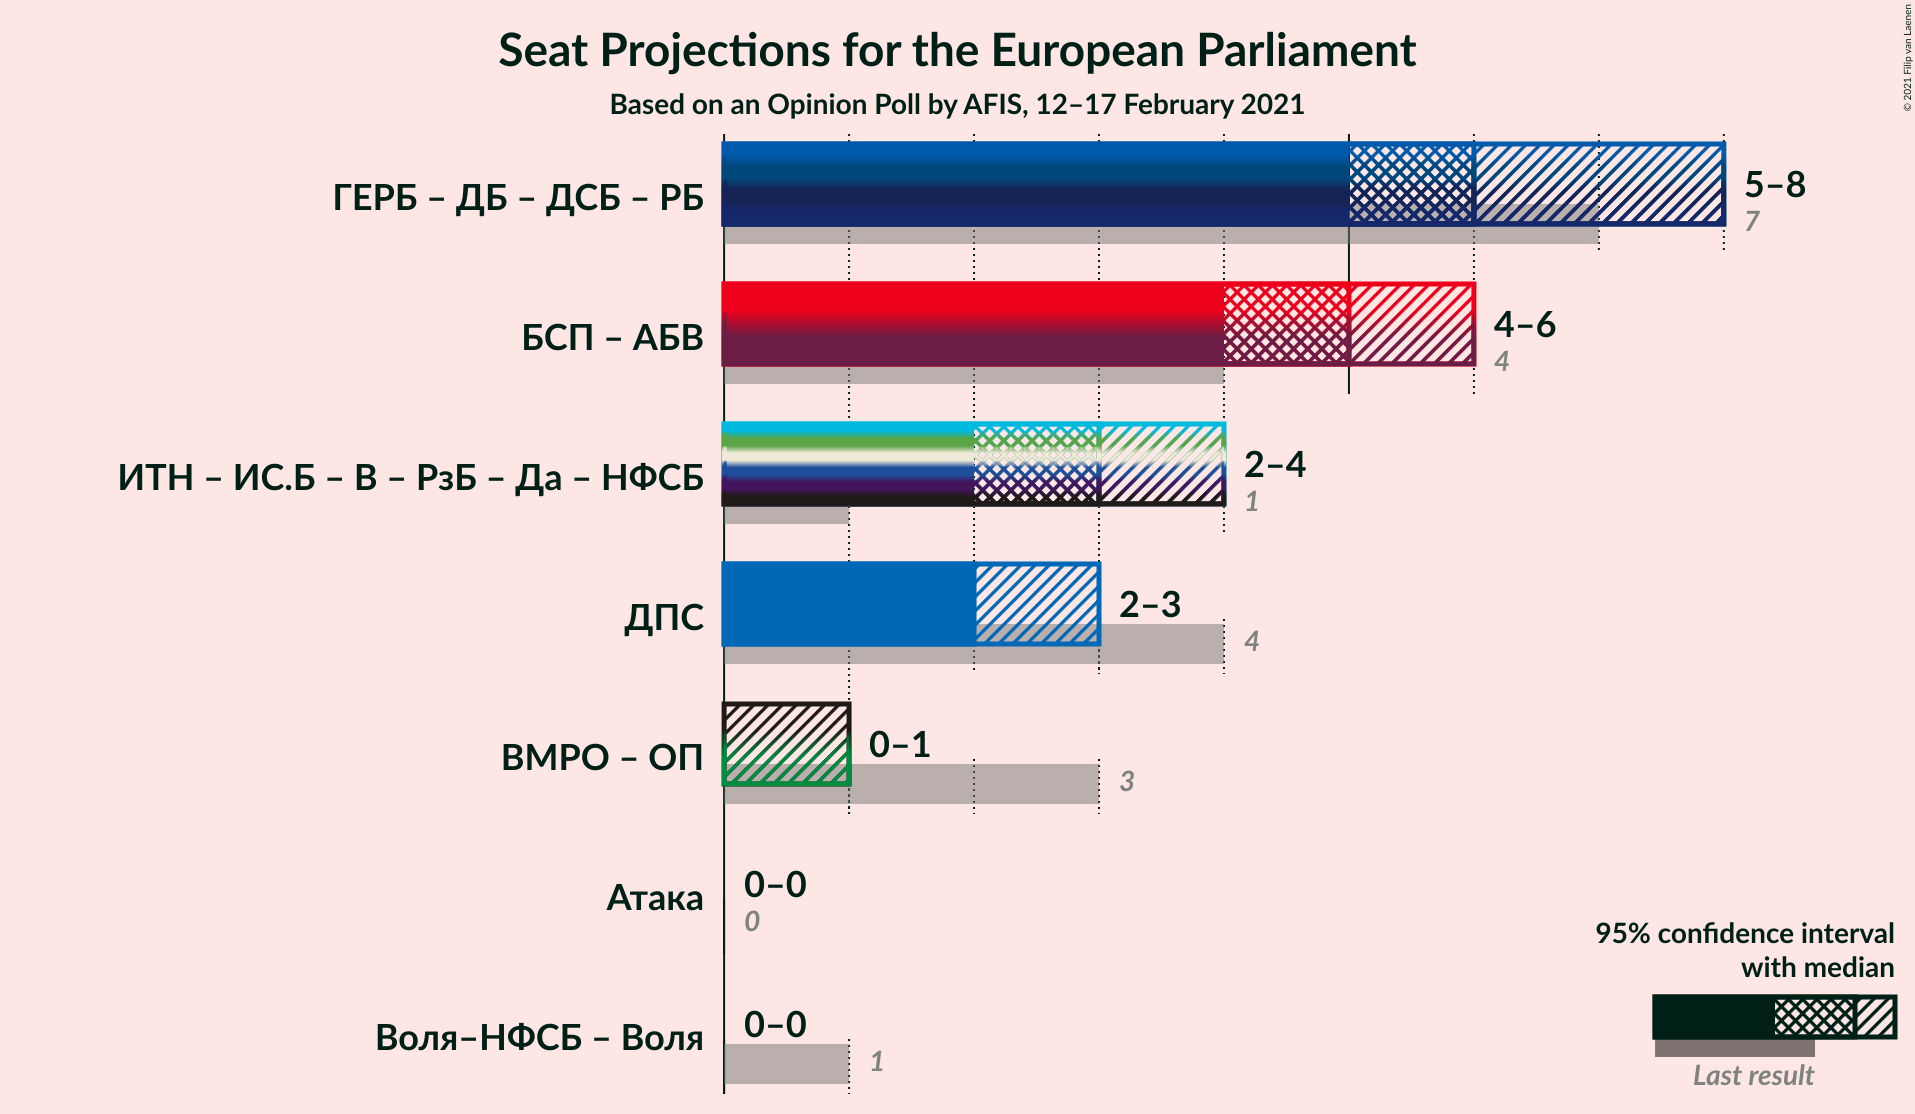 Seat Projections for the European Parliament
Based on an Opinion Poll by AFIS, 12–17 February 2021
© 2021 Filip van Laenen
ГЕРБ – ДБ – ДСБ – РБ
5–8
7
БСП – АБВ
4–6
4
ИТН – ИС.Б – В – РзБ – Да – НФСБ
2–4
1
ДПС
2–3
4
ВМРО – ОП
0–1
3
Атака
0–0
0
Воля–НФСБ – Воля
0–0
1
95% confidence interval
with median
Last result